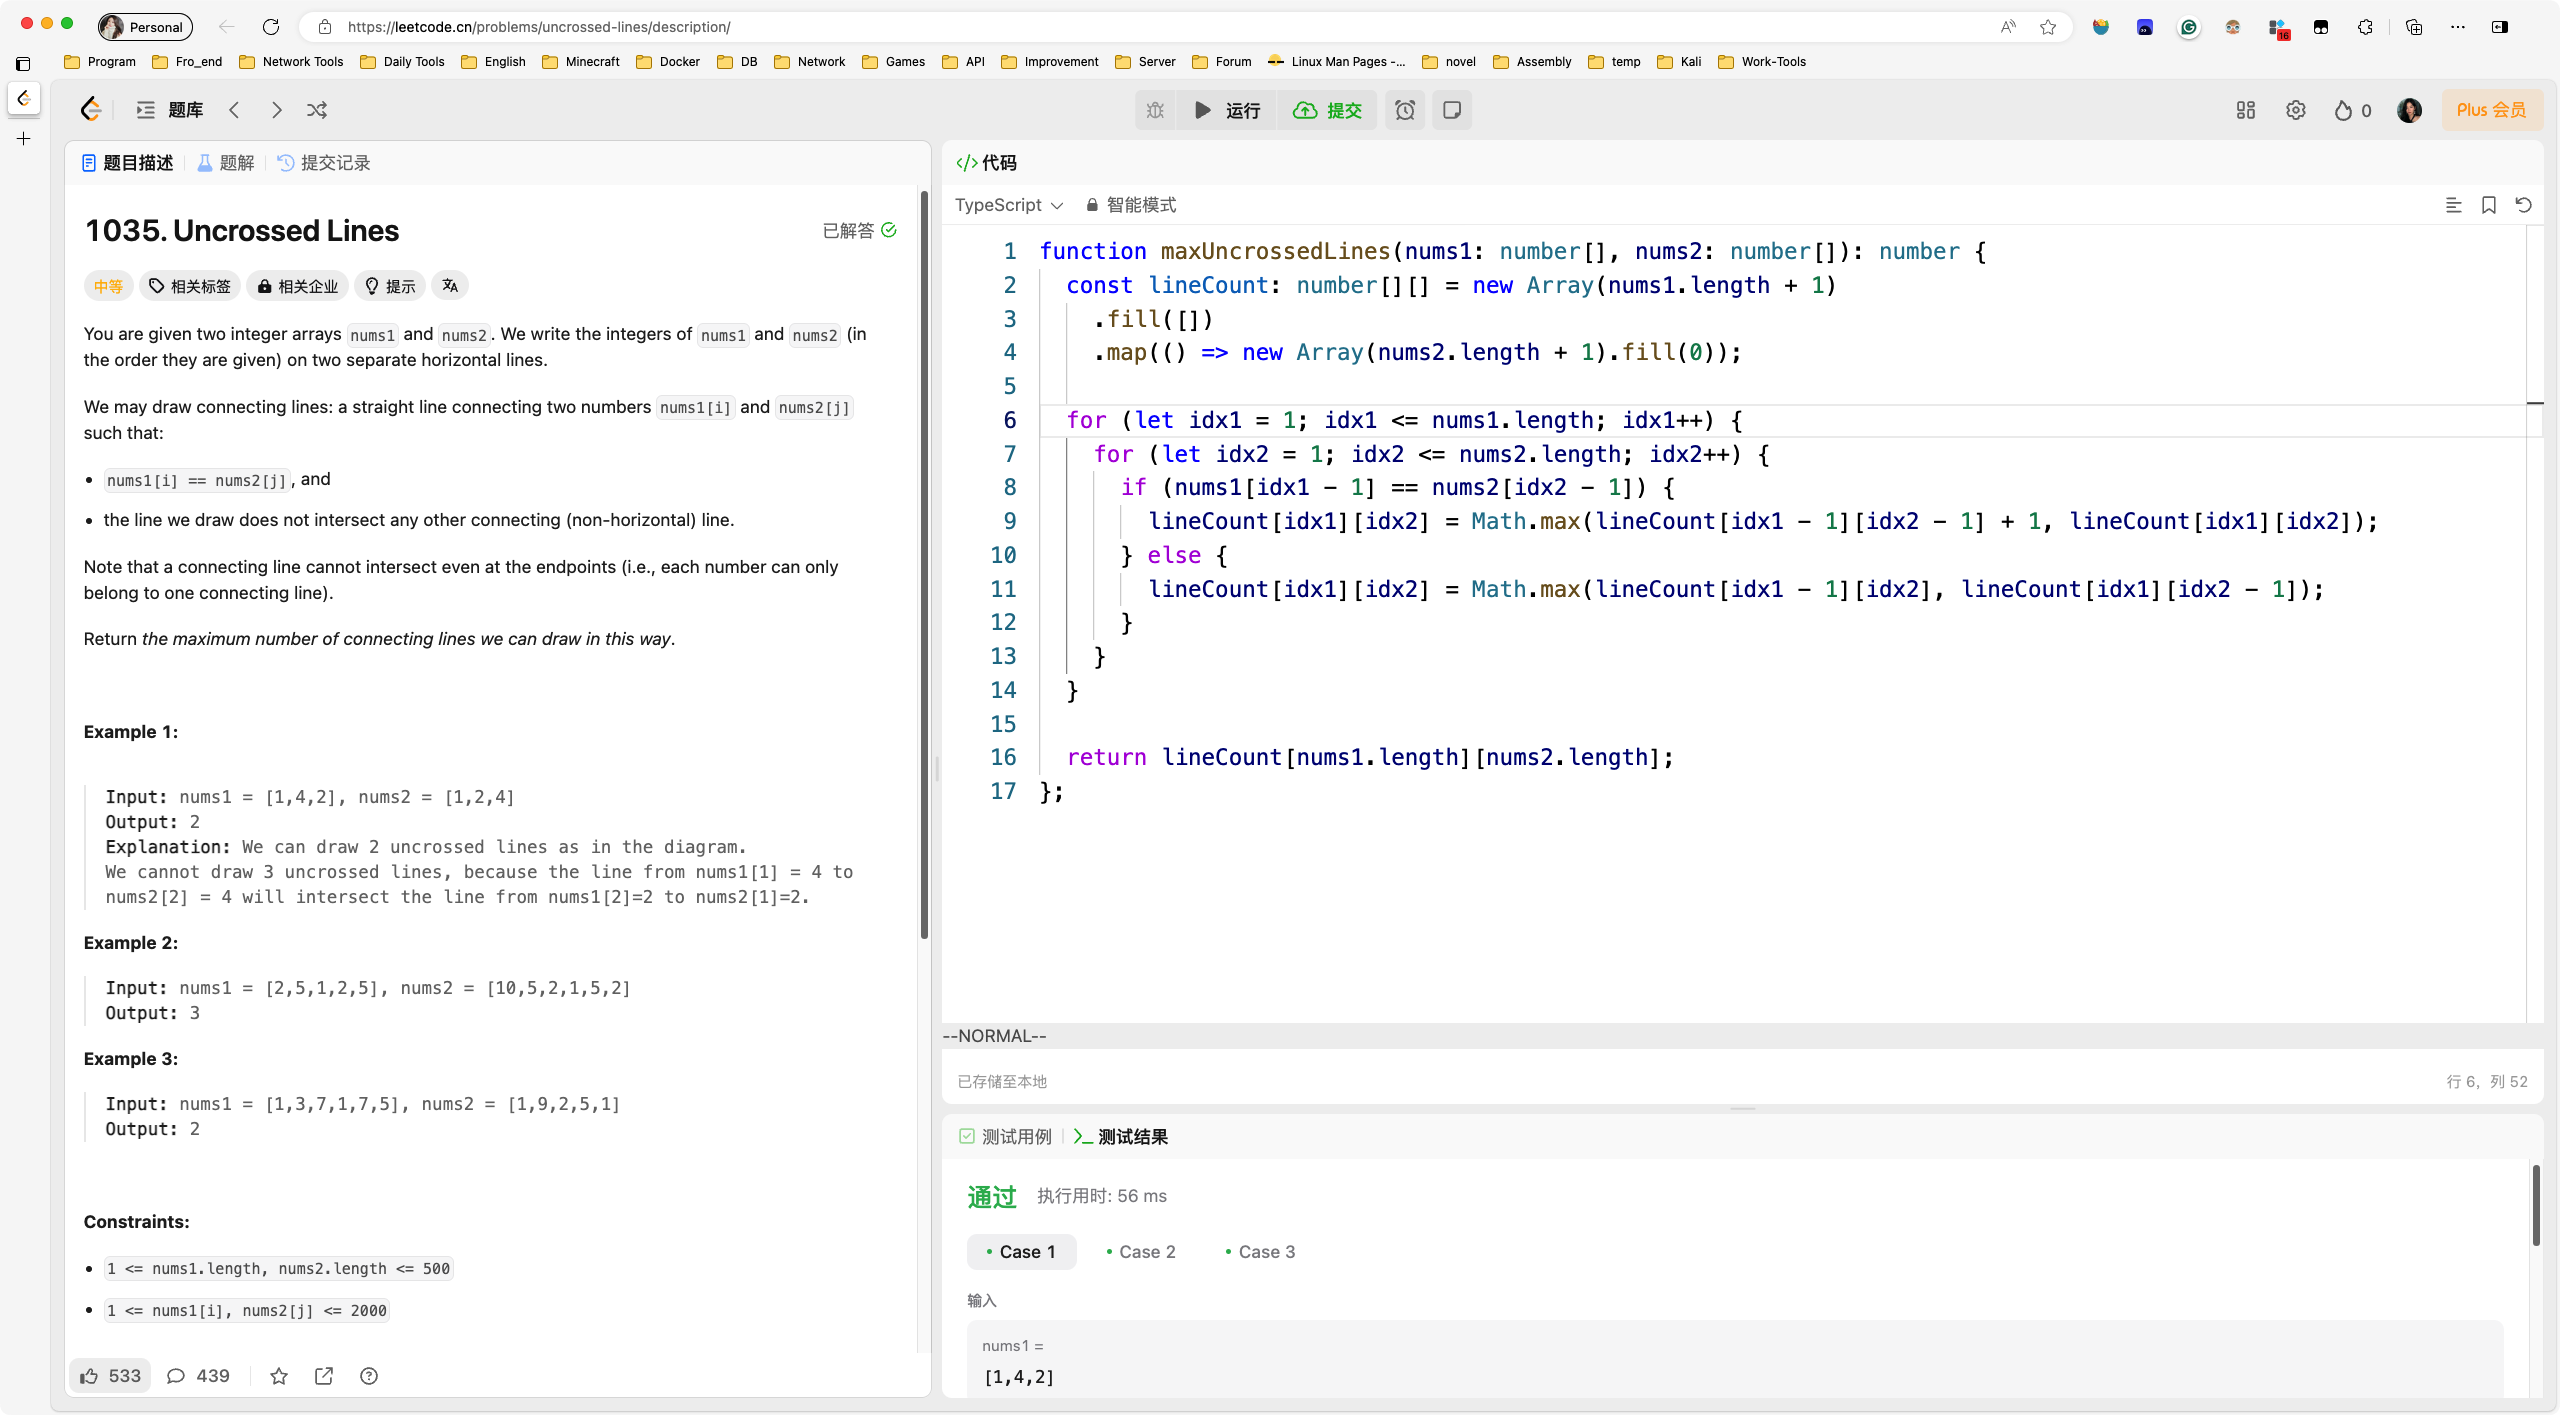 Personal
https://leetcode.cn/problems/uncrossed-lines/description/
A 16
Program Fro_end Network Tools Daily Tools English Minecraft Docker DB Network Games API Improvement Server Forum Linux Man Pages -... novel Assembly temp Kali Work-Tools
题库 运行 提交 0 Plus 会员
题目描述 题解 提交记录
1035. Uncrossed Lines
已解答
中等 相关标签 相关企业 提示
You are given two integer arrays nums1 and nums2. We write the integers of nums1 and nums2 (in
the order they are given) on two separate horizontal lines.
We may draw connecting lines: a straight line connecting two numbers nums1[i] and nums2[j]
such that:
• nums1[i] == nums2[j], and
• the line we draw does not intersect any other connecting (non-horizontal) line.
Note that a connecting line cannot intersect even at the endpoints (i.e., each number can only
belong to one connecting line).
Return the maximum number of connecting lines we can draw in this way.
Example 1:
Input: nums1 = [1,4,2], nums2 = [1,2,4]
Output: 2
Explanation: We can draw 2 uncrossed lines as in the diagram.
We cannot draw 3 uncrossed lines, because the line from nums1[1] = 4 to
nums2[2] = 4 will intersect the line from nums1[2]=2 to nums2[1]=2.
Example 2:
Input: nums1 = [2,5,1,2,5], nums2 = [10,5,2,1,5,2]
Output: 3
Example 3:
Input: nums1 = [1,3,7,1,7,5], nums2 = [1,9,2,5,1]
Output: 2
Constraints:
• 1 <= nums1.length, nums2.length <= 500
• 1 <= nums1[i], nums2[j] <= 2000
533 439
</> 代码
TypeScript 智能模式
1 function maxUncrossedLines(nums1: number[], nums2: number[]): number {
2 const lineCount: number[][] = new Array(nums1.length + 1)
3 .fill([])
4 .map(() => new Array(nums2.length + 1).fill(0));
5
6 for (let idx1 = 1; idx1 <= nums1.length; idx1++) {
7 for (let idx2 = 1; idx2 <= nums2.length; idx2++) {
8 if (nums1[idx1 - 1] == nums2[idx2 - 1]) {
9 lineCount[idx1][idx2] = Math.max(lineCount[idx1 - 1][idx2 - 1] + 1, lineCount[idx1][idx2]);
10 } else {
11 lineCount[idx1][idx2] = Math.max(lineCount[idx1 - 1][idx2], lineCount[idx1][idx2 - 1]);
12 }
13 }
14 }
15
16 return lineCount[nums1.length][nums2.length];
17 };
--NORMAL--
已存储至本地 行 6, 列 52
测试用例 测试结果
通过 执行用时: 56 ms
• Case 1 • Case 2 • Case 3
输入
nums1 =
[1,4,2]